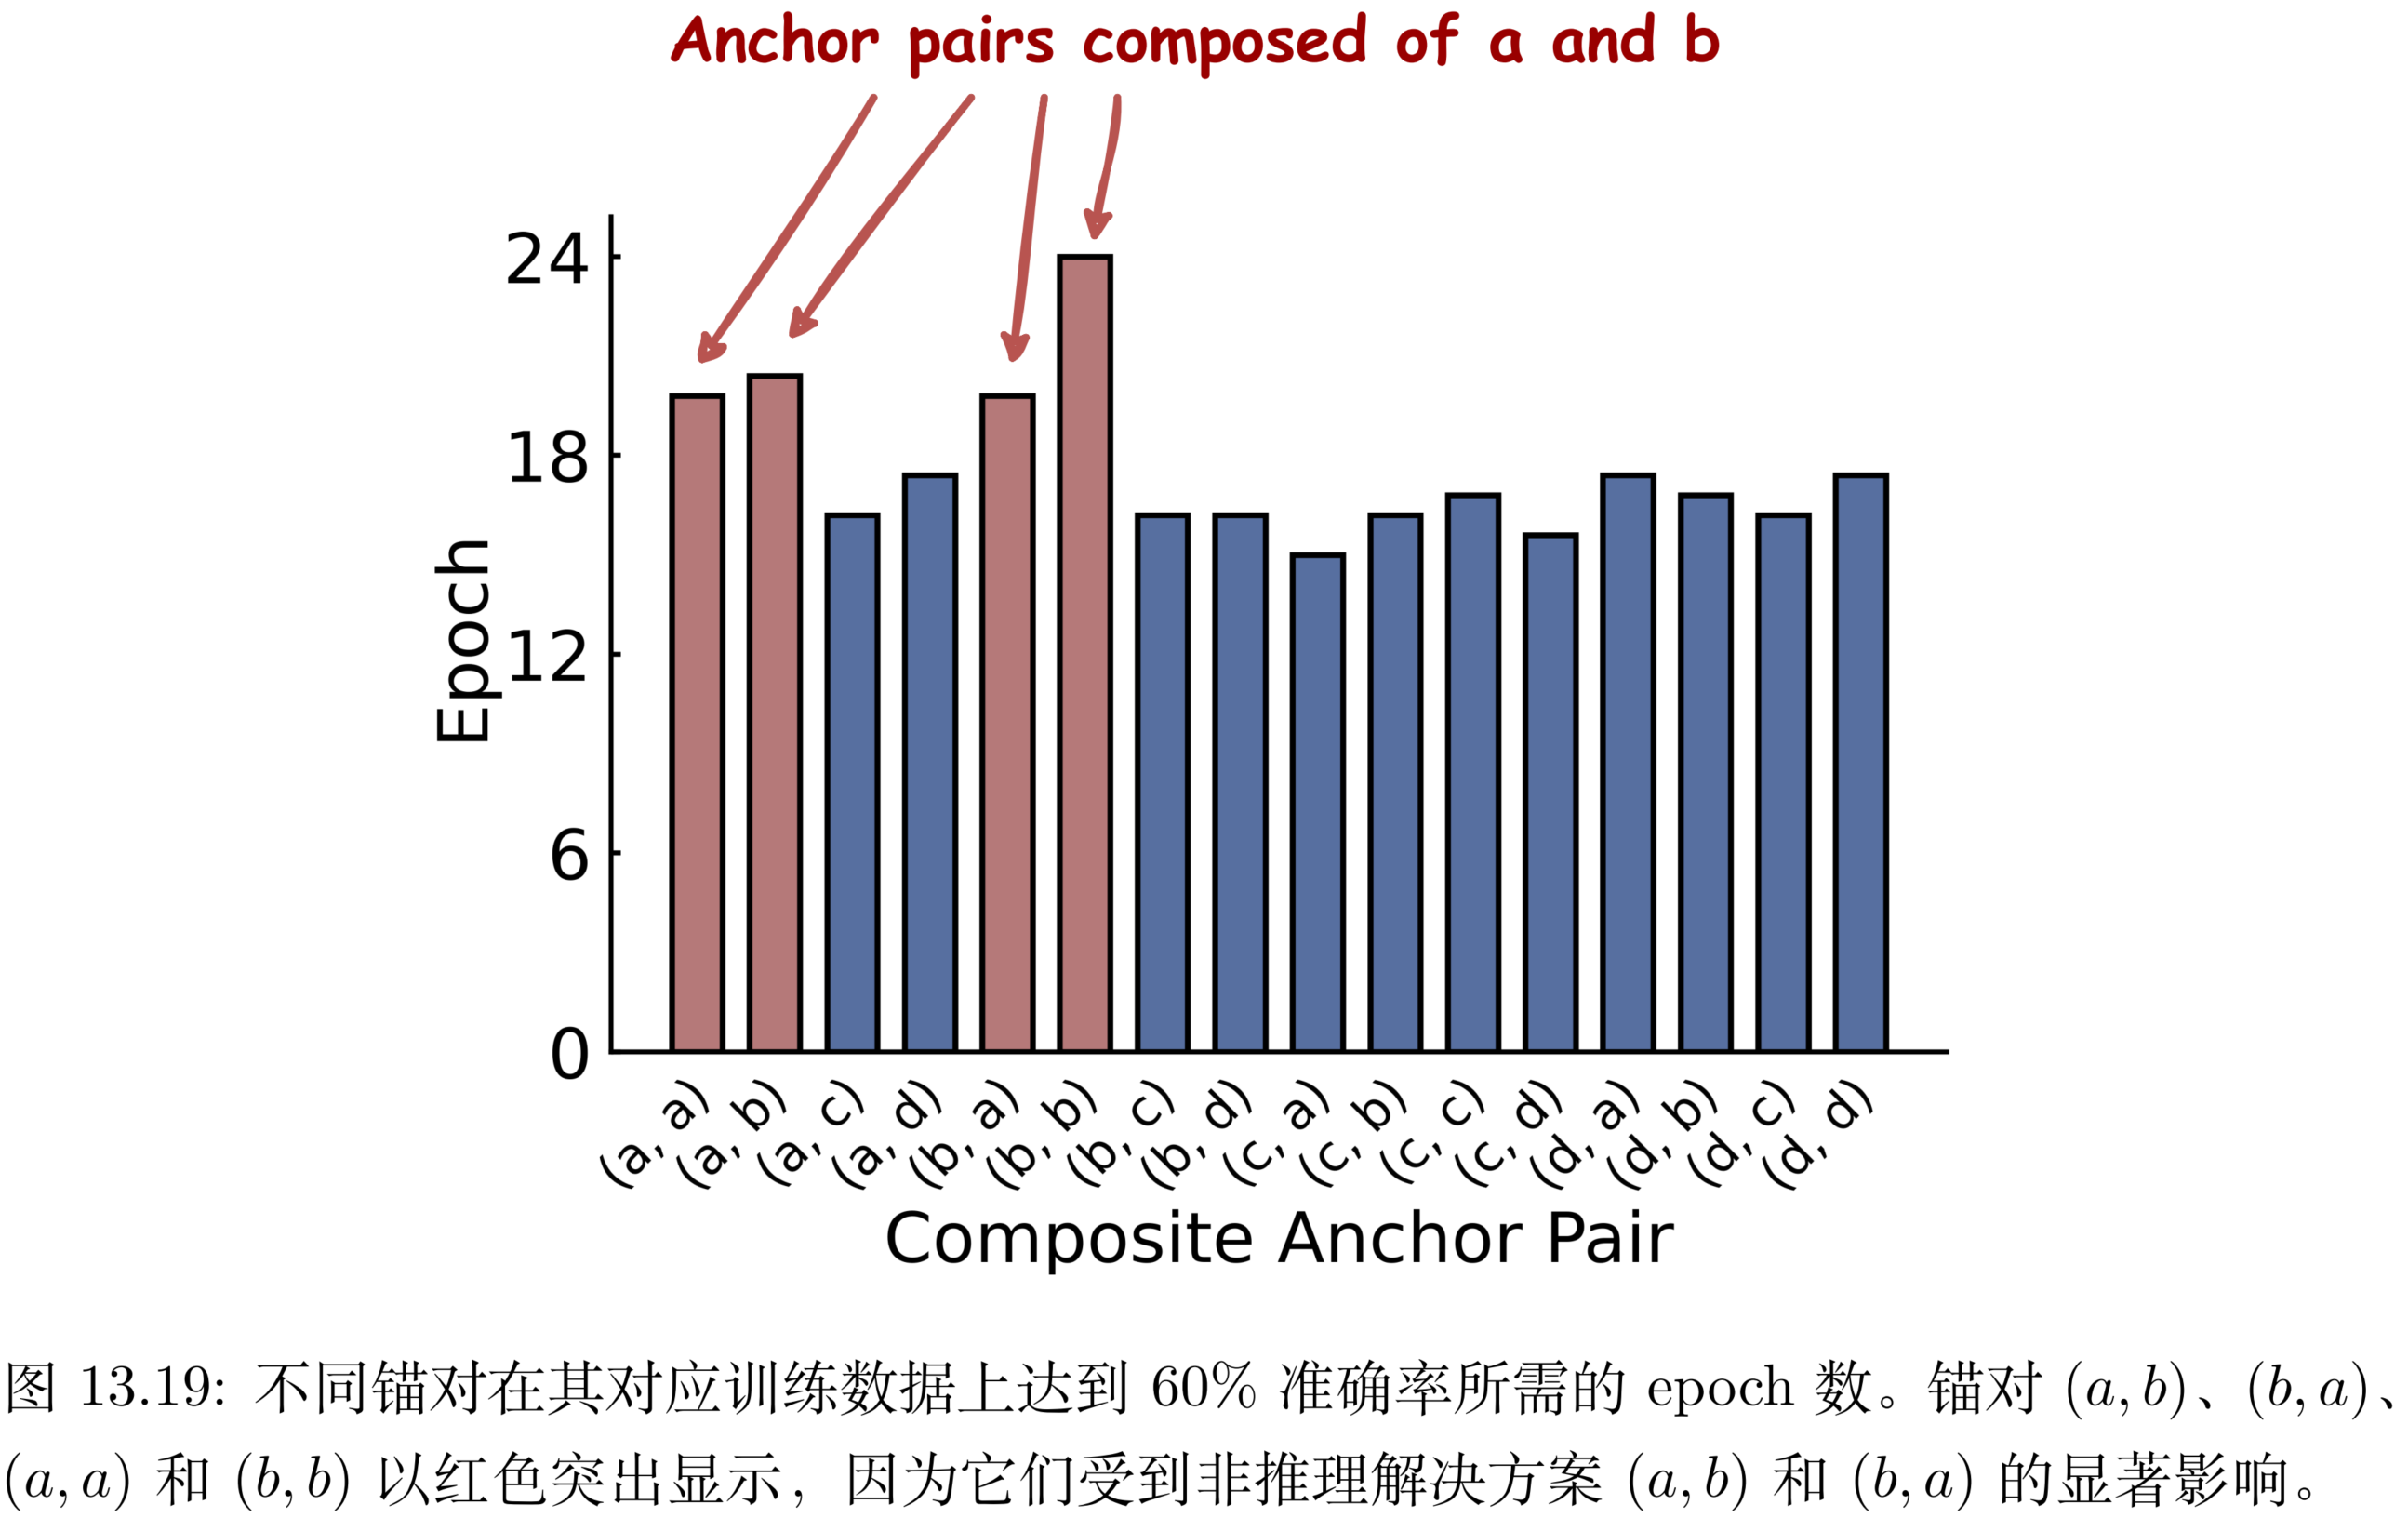 Anchor pairs composed of a and b
24
18
12
6
0
Epoch
(a, a)
(a, b)
(a, c)
(a, d)
(b, a)
(b, b)
(b, c)
(b, d)
(c, a)
(c, b)
(c, c)
(c, d)
(d, a)
(d, b)
(d, c)
(d, d)
Composite Anchor Pair
图 13.19: 不同锚对在其对应训练数据上达到 60% 准确率所需的 epoch 数。锚对 (a, b)、(b, a)、
(a, a) 和 (b, b) 以红色突出显示，因为它们受到非推理解决方案 (a, b) 和 (b, a) 的显著影响。